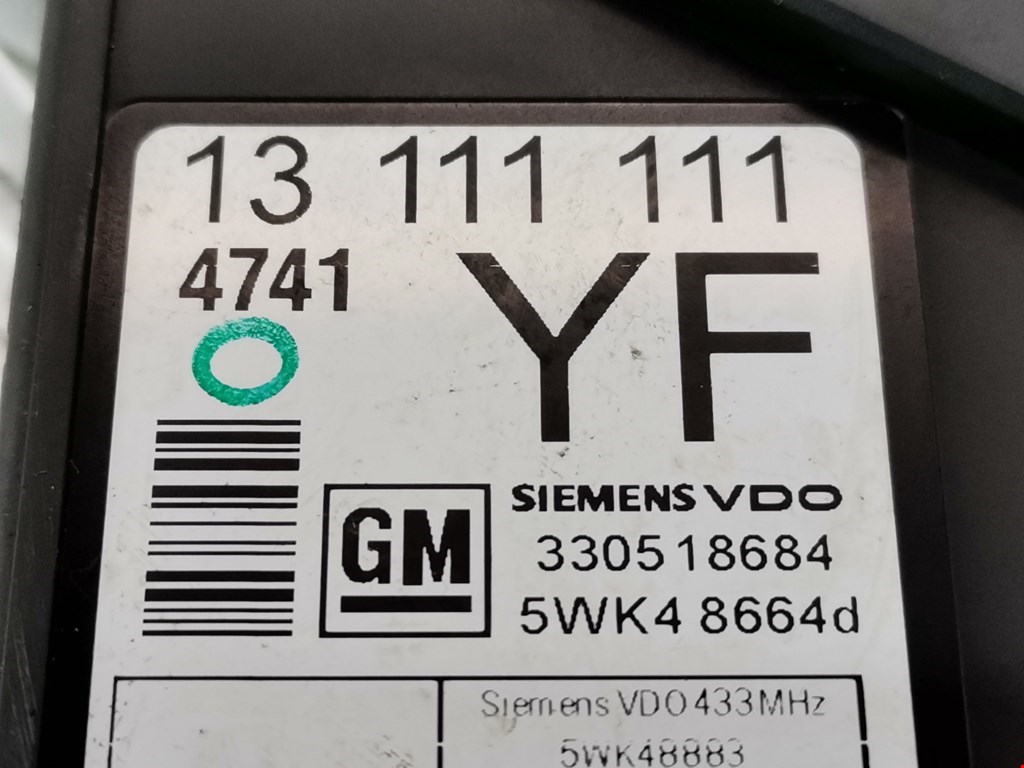 13 111 111
4741
YF
GM
SIEMENS VDO
330518684
5WK4 8664d
Siemens VDO 433MHz
5WK48883